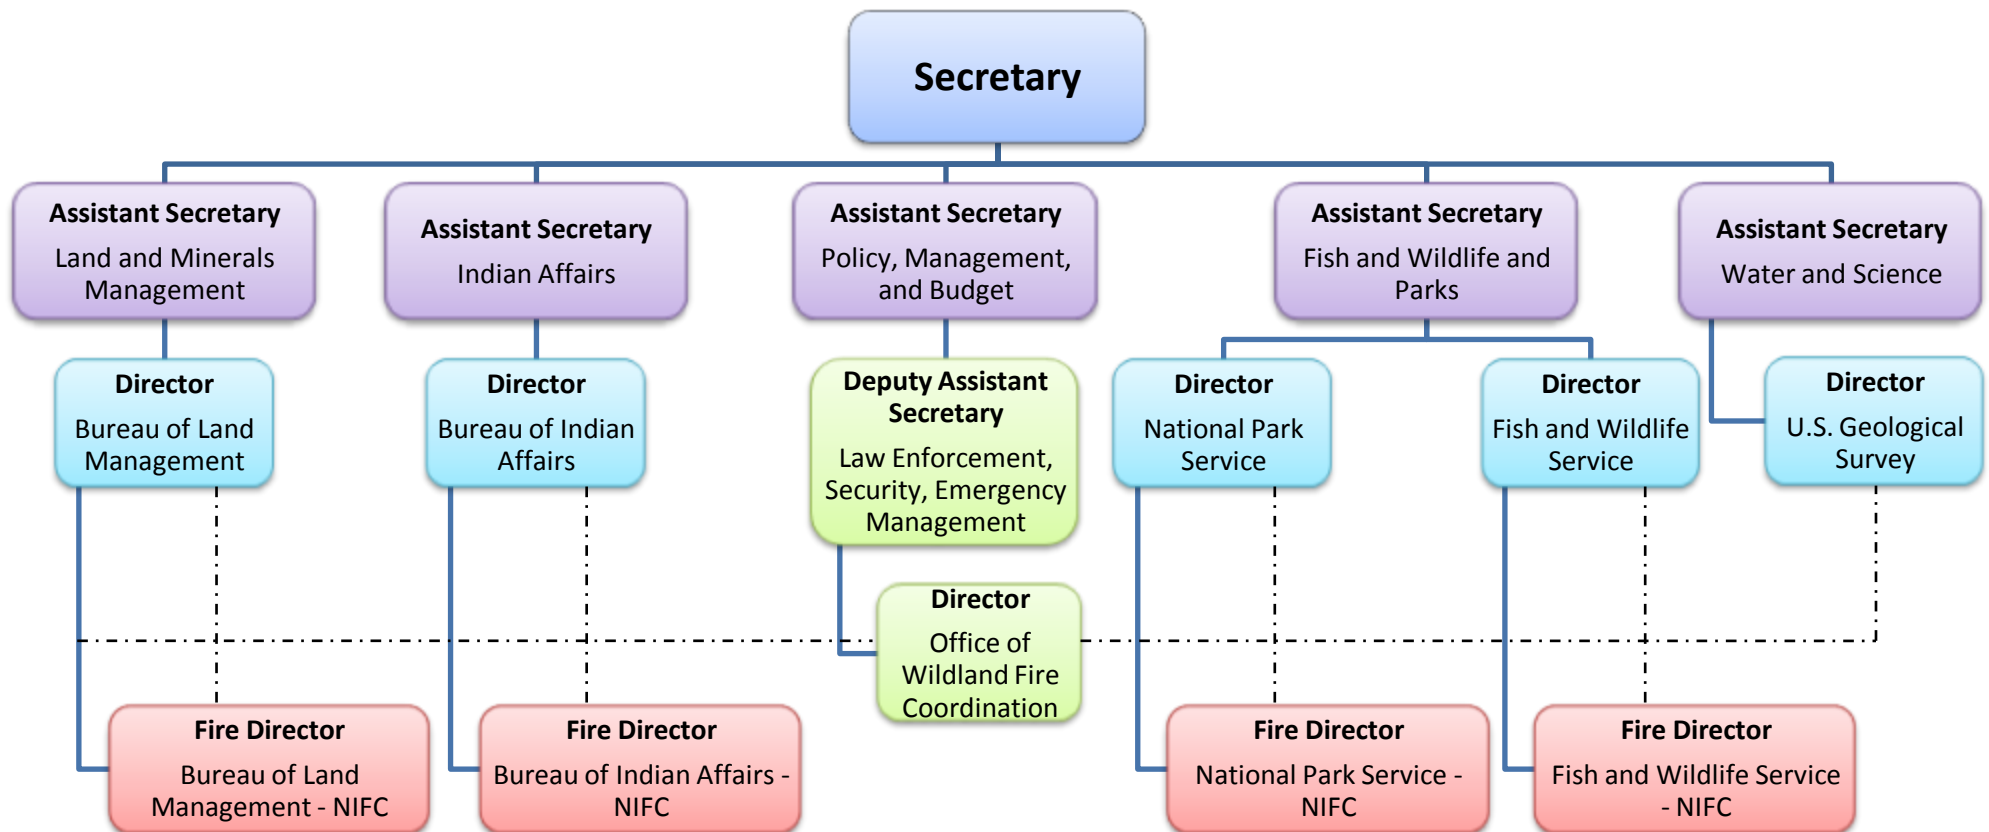 Secretary
Assistant Secretary
Land and Minerals
Management
Assistant Secretary
Indian Affairs
Assistant Secretary
Policy, Management,
and Budget
Assistant Secretary
Fish and Wildlife and
Parks
Assistant Secretary
Water and Science
Director
Bureau of Land
Management
Director
Bureau of Indian
Affairs
Deputy Assistant
Secretary
Law Enforcement,
Security, Emergency
Management
Director
National Park
Service
Director
Fish and Wildlife
Service
Director
U.S. Geological
Survey
Director
Office of
Wildland Fire
Coordination
Fire Director
Bureau of Land
Management - NIFC
Fire Director
Bureau of Indian Affairs -
NIFC
Fire Director
National Park Service -
NIFC
Fire Director
Fish and Wildlife Service
- NIFC